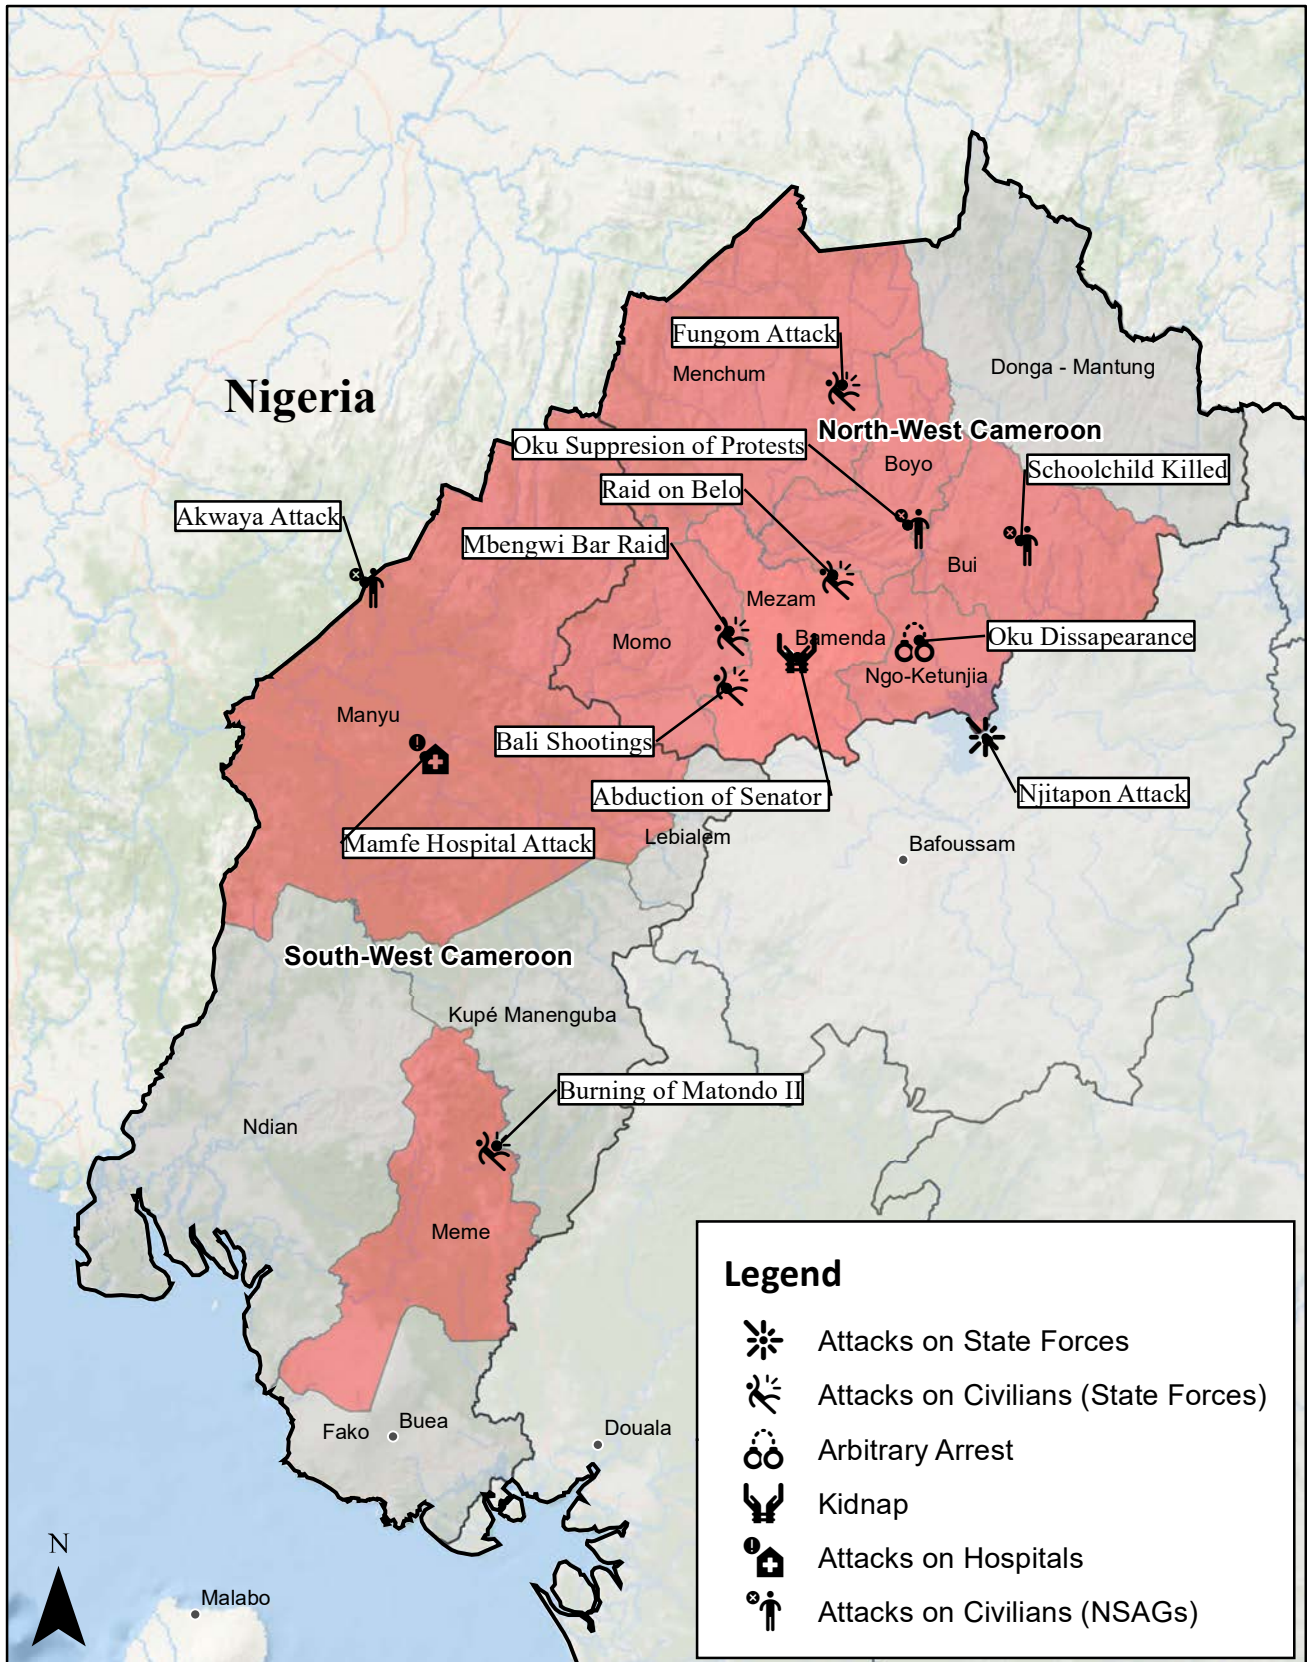 Fungom Attack
Menchum
Donga - Mantung
Nigeria
North-West Cameroon
Oku Suppresion of Protests
Boyo
Schoolchild Killed
Raid on Belo
Akwaya Attack
Mbengwi Bar Raid
Bui
Mezam
Momo
Bamenda
Oku Dissapearance
Ngo-Ketunjia
Manyu
Bali Shootings
Abduction of Senator
Njitapon Attack
Mamfe Hospital Attack
Lebialem
Bafoussam
South-West Cameroon
Kupé Manenguba
Burning of Matondo II
Ndian
Meme
Fako
Buea
Douala
Malabo
N
Legend
Attacks on State Forces
Attacks on Civilians (State Forces)
Arbitrary Arrest
Kidnap
Attacks on Hospitals
Attacks on Civilians (NSAGs)